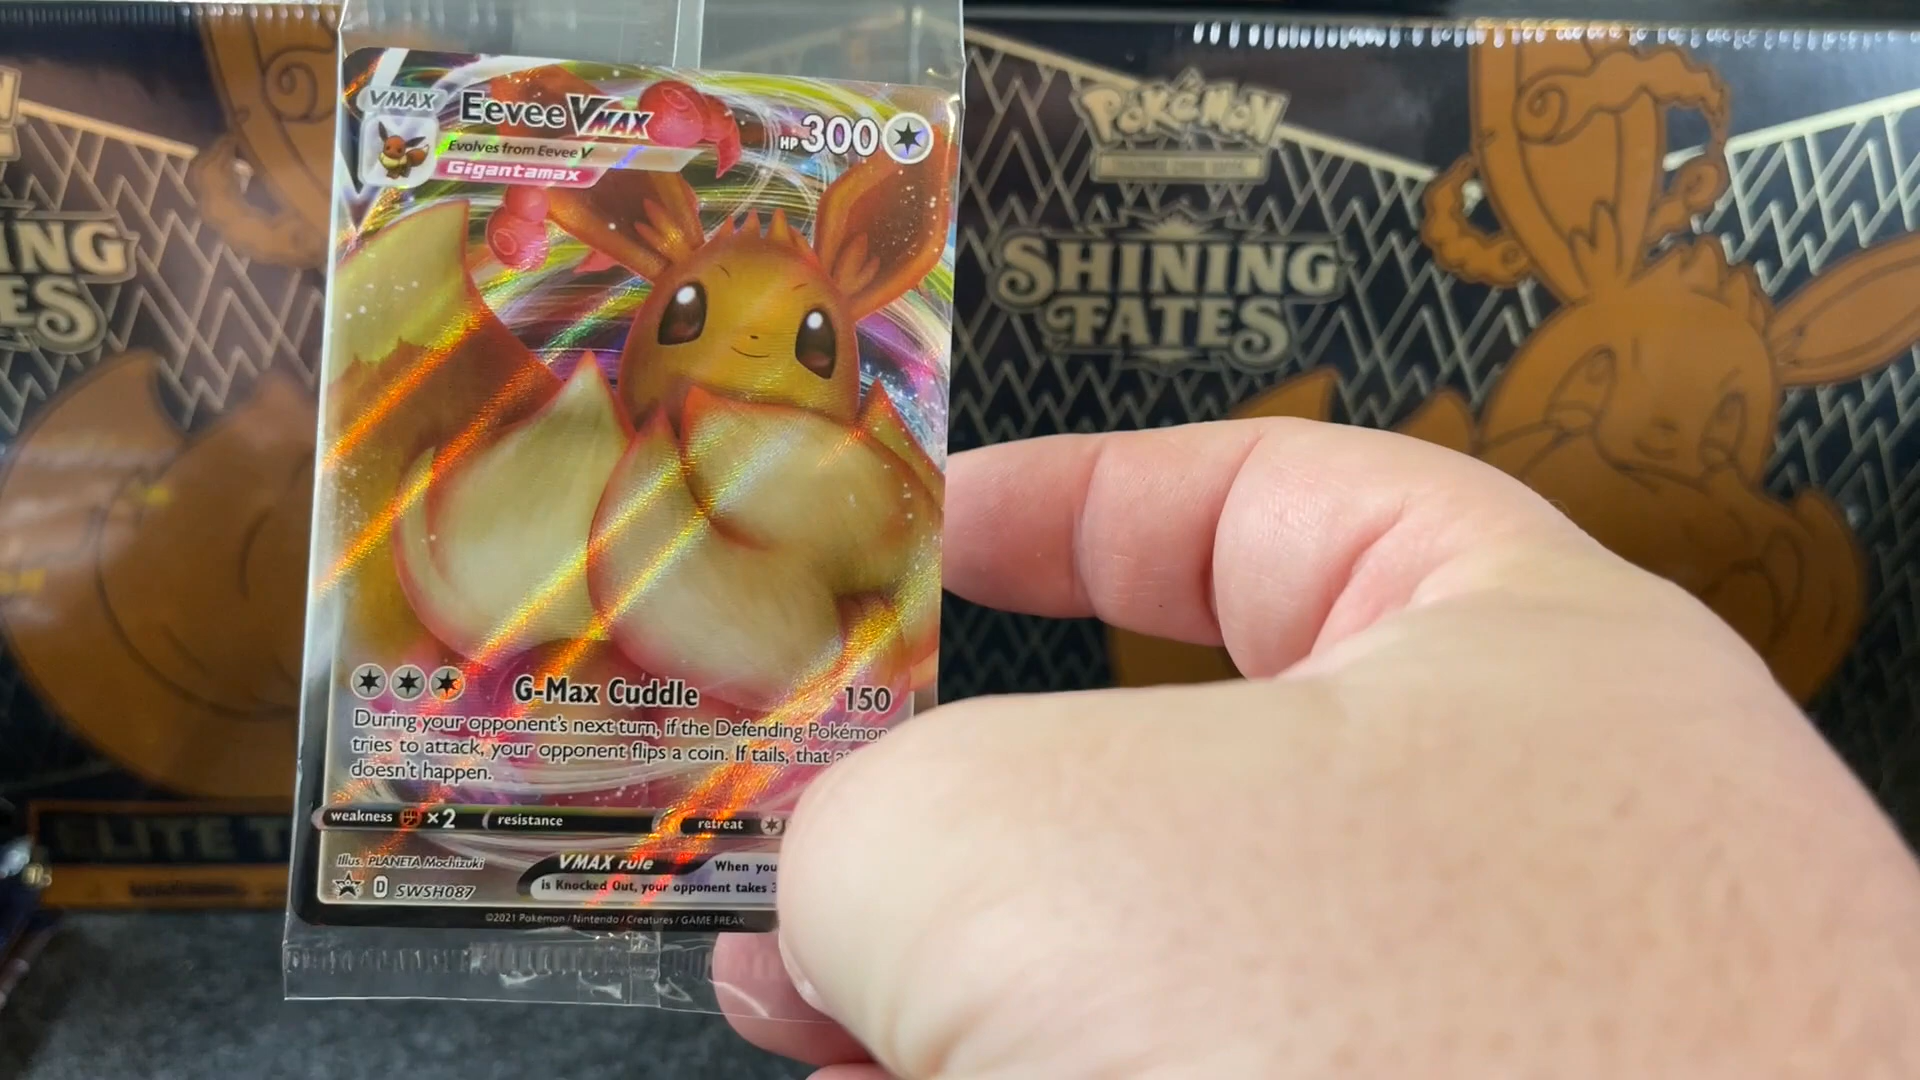 VMAX
EeveeVMAX
HP 300
Evolves from Eevee V
Gigantamax
G-Max Cuddle 150
During your opponent's next turn, if the Defending Pokémon
tries to attack, your opponent flips a coin. If tails, that
doesn't happen.
weakness ×2 resistance retreat
Illus. PLANETA Mochizuki
VMAX rule When you
is Knocked Out, your opponent takes 3
D SWSH087
©2021 Pokémon / Nintendo / Creatures / GAME FREAK
POKéMON
SHINING
FATES
ING
ES
ELITE T